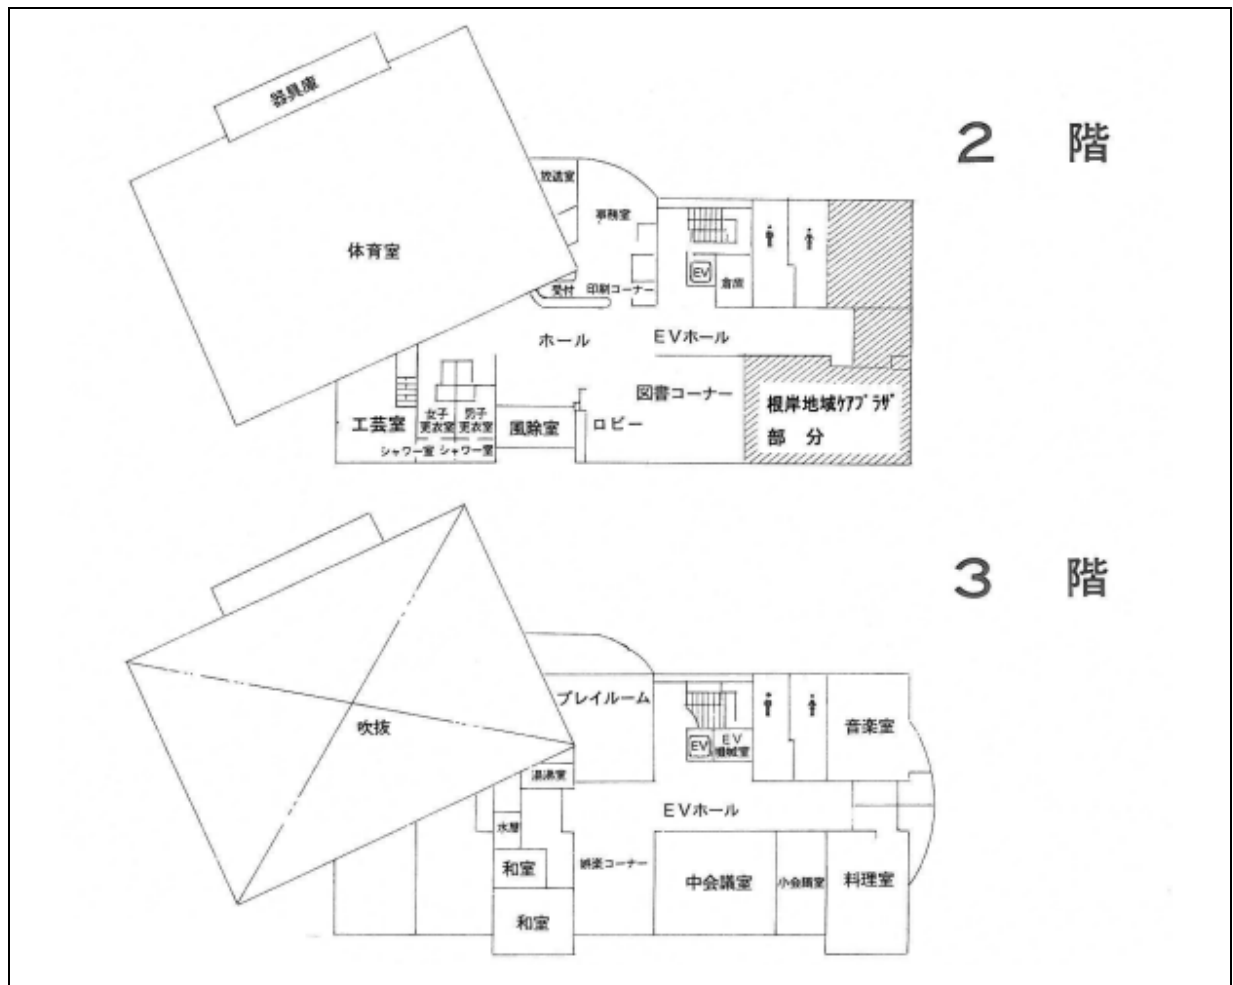 2 階
器具庫
放送室
事務室
体育室
EV
倉庫
受付
印刷コーナー
ホール
EVホール
図書コーナー
根岸地域ケアプラザ
部 分
工芸室
女子
更衣室
男子
更衣室
風除室
ロビー
シャワー室
シャワー室
3 階
プレイルーム
吹抜
EV
EV
機械室
音楽室
湯沸室
EVホール
水屋
和室
娯楽コーナー
中会議室
小会議室
料理室
和室